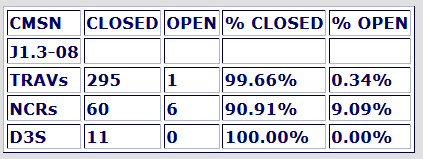 CMSN CLOSED OPEN % CLOSED % OPEN
J1.3-08
TRAVs 295 1 99.66% 0.34%
NCRs 60 6 90.91% 9.09%
D3S 11 0 100.00% 0.00%